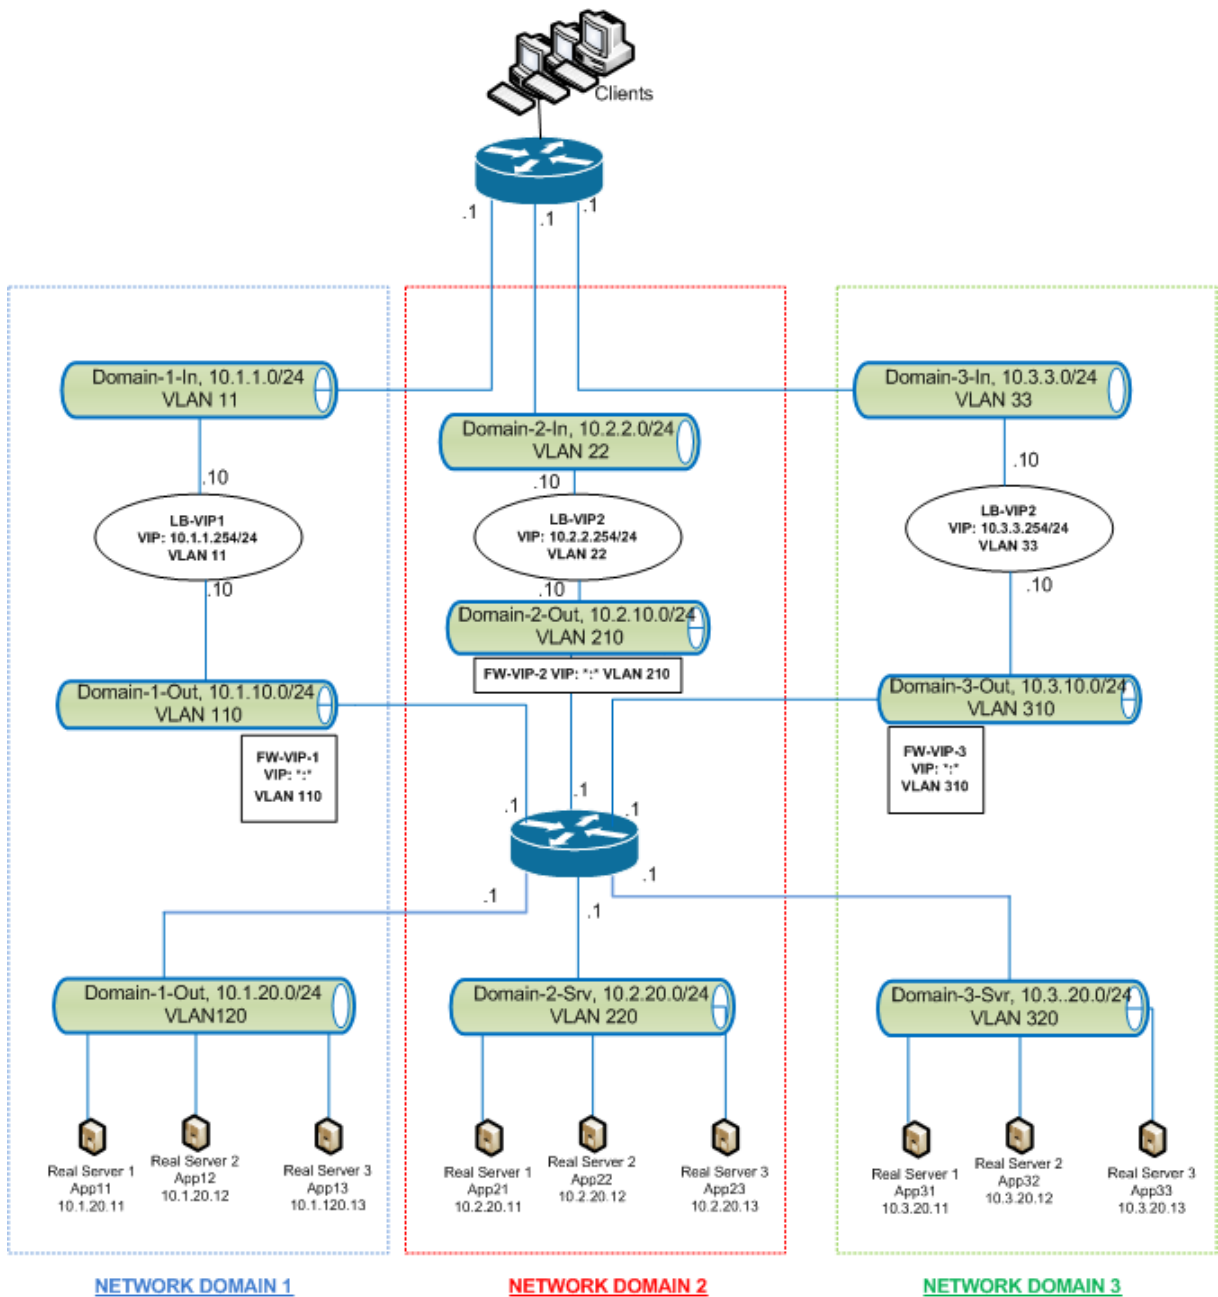 Clients
.1
.1
.1
Domain-1-In, 10.1.1.0/24
VLAN 11
Domain-2-In, 10.2.2.0/24
VLAN 22
Domain-3-In, 10.3.3.0/24
VLAN 33
.10
.10
.10
LB-VIP1
VIP: 10.1.1.254/24
VLAN 11
LB-VIP2
VIP: 10.2.2.254/24
VLAN 22
LB-VIP2
VIP: 10.3.3.254/24
VLAN 33
.10
.10
.10
Domain-1-Out, 10.1.10.0/24
VLAN 110
Domain-2-Out, 10.2.10.0/24
VLAN 210
Domain-3-Out, 10.3.10.0/24
VLAN 310
FW-VIP-1
VIP: *:*
VLAN 110
FW-VIP-2 VIP: *:* VLAN 210
FW-VIP-3
VIP: *:*
VLAN 310
.1
.1
.1
.1
.1
.1
Domain-1-Out, 10.1.20.0/24
VLAN120
Domain-2-Srv, 10.2.20.0/24
VLAN 220
Domain-3-Svr, 10.3..20.0/24
VLAN 320
Real Server 1
App11
10.1.20.11
Real Server 2
App12
10.1.20.12
Real Server 3
App13
10.1.120.13
Real Server 1
App21
10.2.20.11
Real Server 2
App22
10.2.20.12
Real Server 3
App23
10.2.20.13
Real Server 1
App31
10.3.20.11
Real Server 2
App32
10.3.20.12
Real Server 3
App33
10.3.20.13
NETWORK DOMAIN 1
NETWORK DOMAIN 2
NETWORK DOMAIN 3